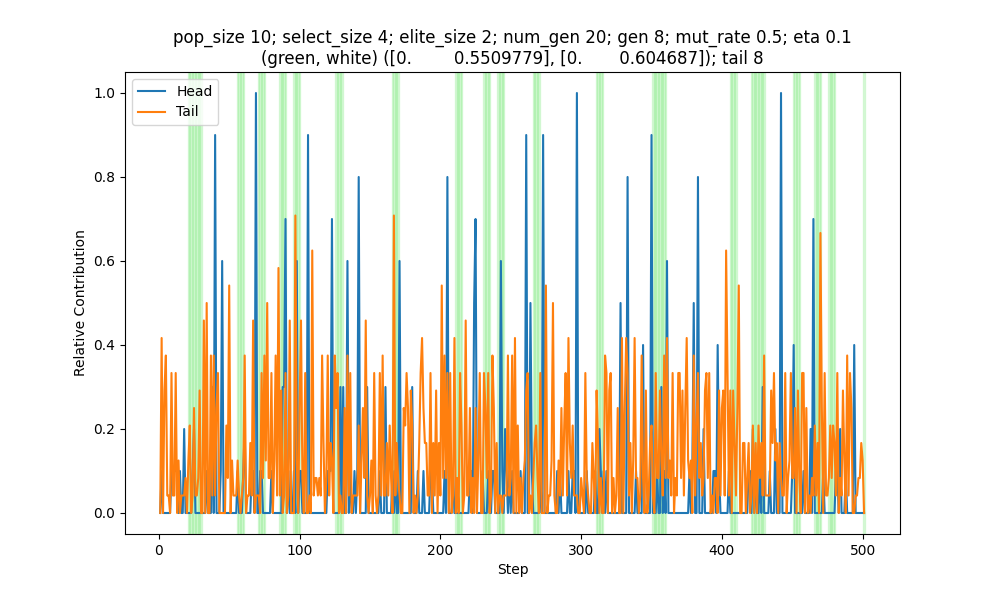 pop_size 10; select_size 4; elite_size 2; num_gen 20; gen 8; mut_rate 0.5; eta 0.1
(green, white) ([0. 0.5509779], [0. 0.604687]); tail 8
Head
Tail
1.0
0.8
0.6
0.4
0.2
0.0
Relative Contribution
0 100 200 300 400 500
Step